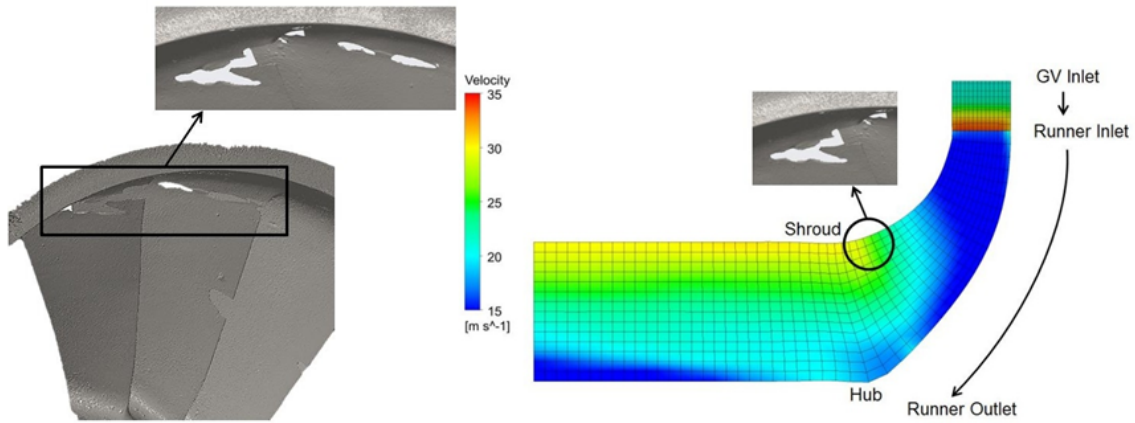 Velocity
35
30
25
20
15
[m s^-1]
GV Inlet
Runner Inlet
Shroud
Hub
Runner Outlet